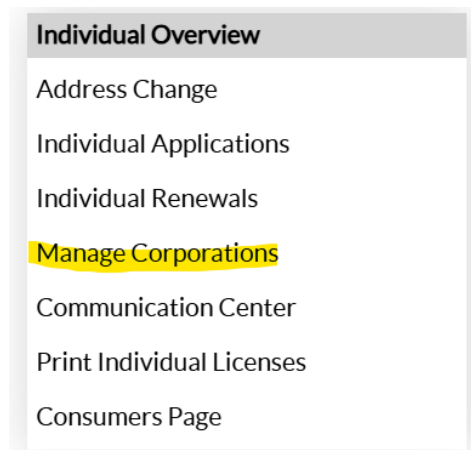 Individual Overview
Address Change
Individual Applications
Individual Renewals
Manage Corporations
Communication Center
Print Individual Licenses
Consumers Page